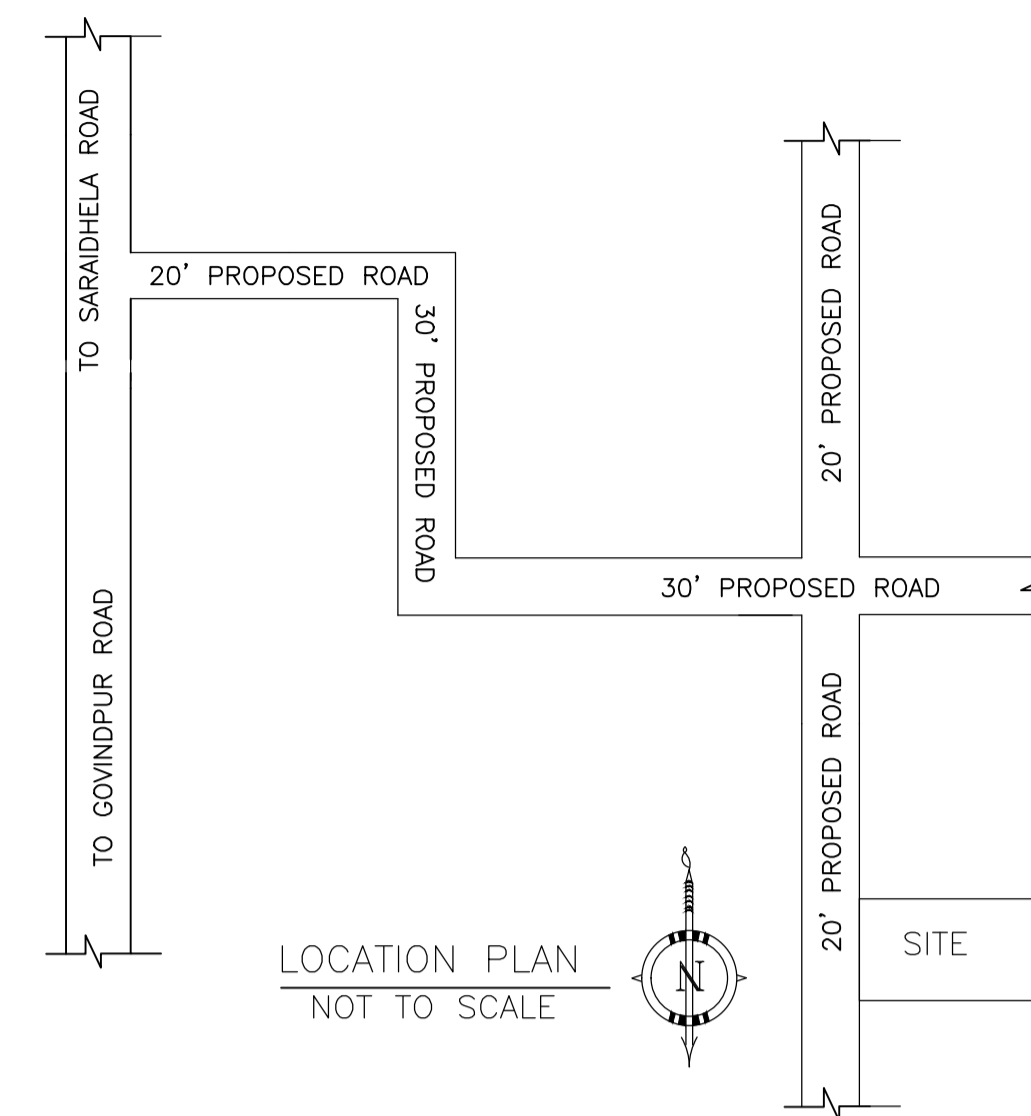 TO SARAIDHELA ROAD
20' PROPOSED ROAD
30' PROPOSED ROAD
20' PROPOSED ROAD
30' PROPOSED ROAD
TO GOVINDPUR ROAD
20' PROPOSED ROAD
SITE
LOCATION PLAN
NOT TO SCALE
N